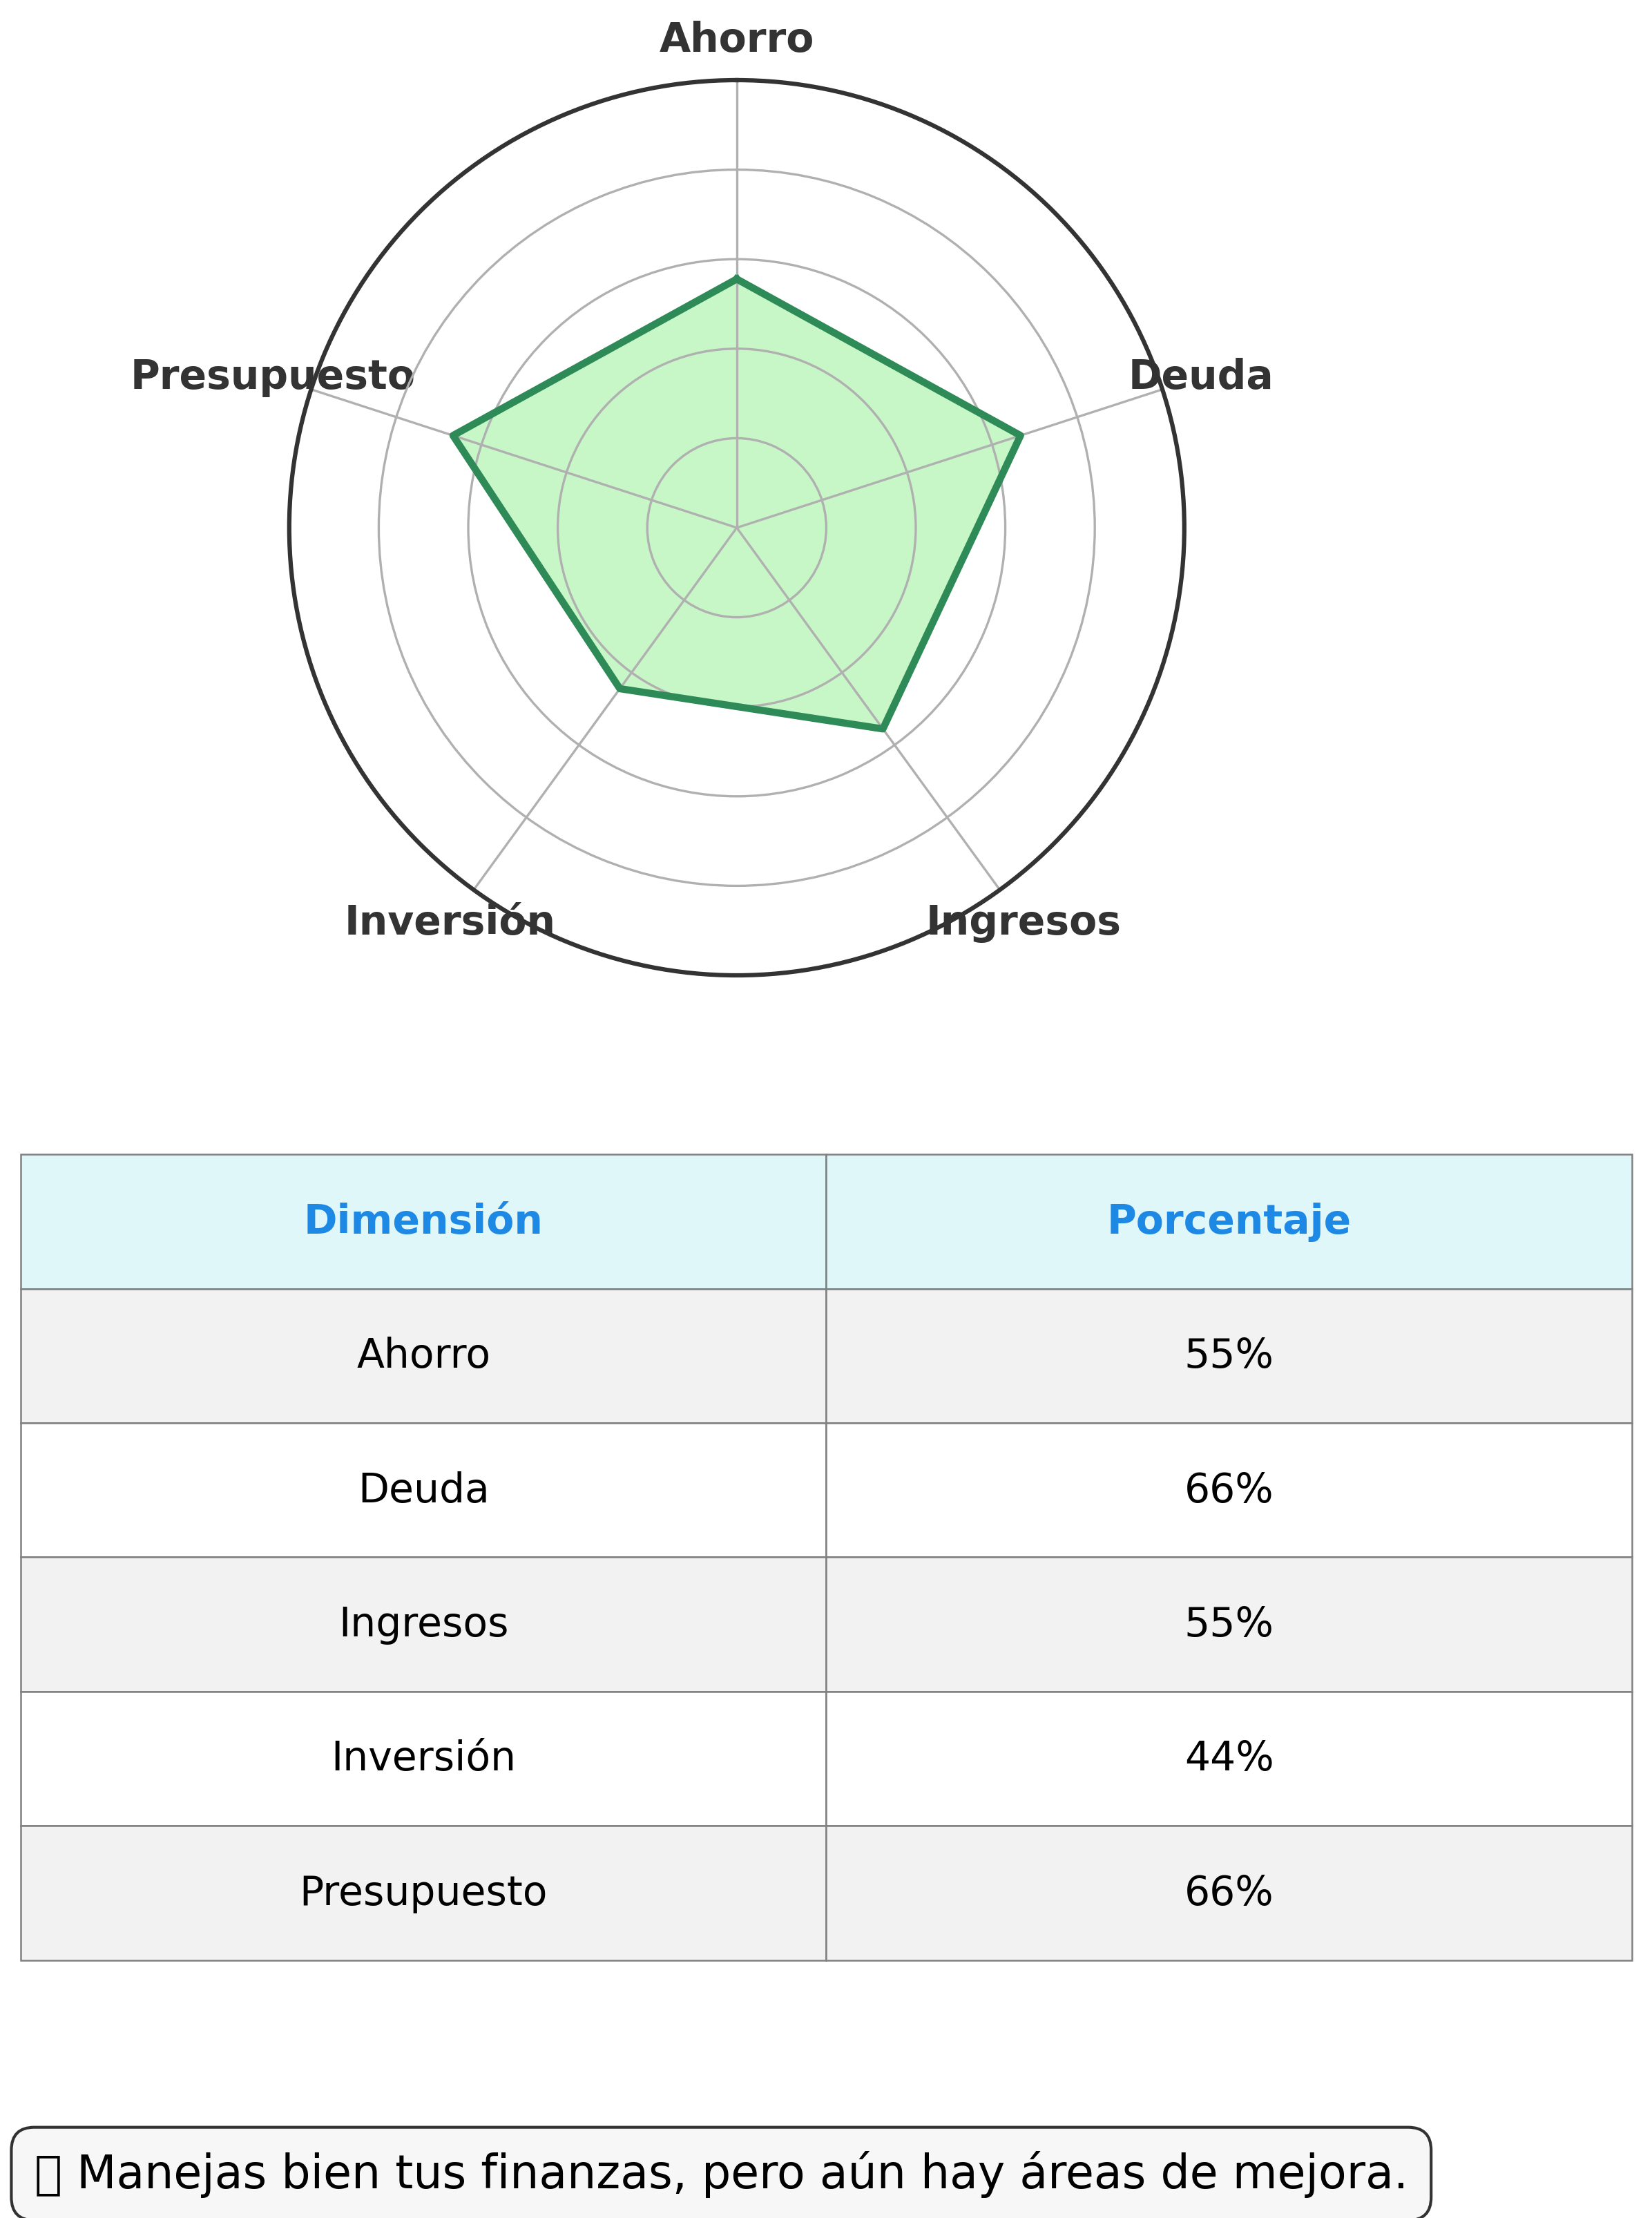 Ahorro
Presupuesto
Deuda
Inversión
Ingresos
Dimensión Porcentaje
Ahorro 55%
Deuda 66%
Ingresos 55%
Inversión 44%
Presupuesto 66%
Manejas bien tus finanzas, pero aún hay áreas de mejora.